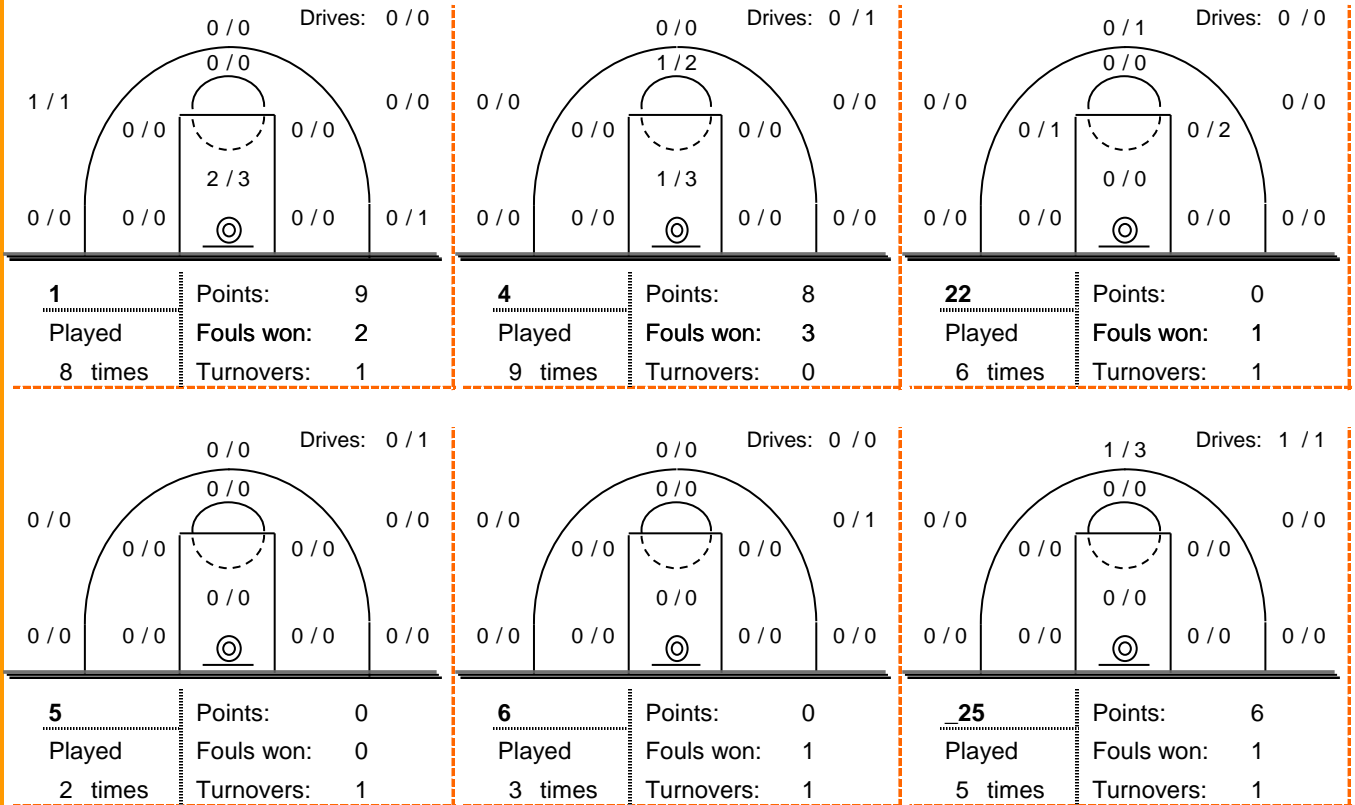 0 / 0 Drives: 0 / 0
0 / 0
1 / 1 0 / 0
0 / 0 0 / 0
2 / 3
0 / 0 0 / 0 0 / 0 0 / 1
1 Points: 9
Played Fouls won: 2
8 times Turnovers: 1
0 / 0 Drives: 0 / 1
1 / 2
0 / 0 0 / 0
0 / 0 0 / 0
1 / 3
0 / 0 0 / 0 0 / 0 0 / 0
4 Points: 8
Played Fouls won: 3
9 times Turnovers: 0
0 / 1 Drives: 0 / 0
0 / 0
0 / 0 0 / 0
0 / 1 0 / 2
0 / 0
0 / 0 0 / 0 0 / 0 0 / 0
22 Points: 0
Played Fouls won: 1
6 times Turnovers: 1
0 / 0 Drives: 0 / 1
0 / 0
0 / 0 0 / 0
0 / 0 0 / 0
0 / 0
0 / 0 0 / 0 0 / 0 0 / 0
5 Points: 0
Played Fouls won: 0
2 times Turnovers: 1
0 / 0 Drives: 0 / 0
0 / 0
0 / 0 0 / 1
0 / 0 0 / 0
0 / 0
0 / 0 0 / 0 0 / 0 0 / 0
6 Points: 0
Played Fouls won: 1
3 times Turnovers: 1
1 / 3 Drives: 1 / 1
0 / 0
0 / 0 0 / 0
0 / 0 0 / 0
0 / 0
0 / 0 0 / 0 0 / 0 0 / 0
_25 Points: 6
Played Fouls won: 1
5 times Turnovers: 1